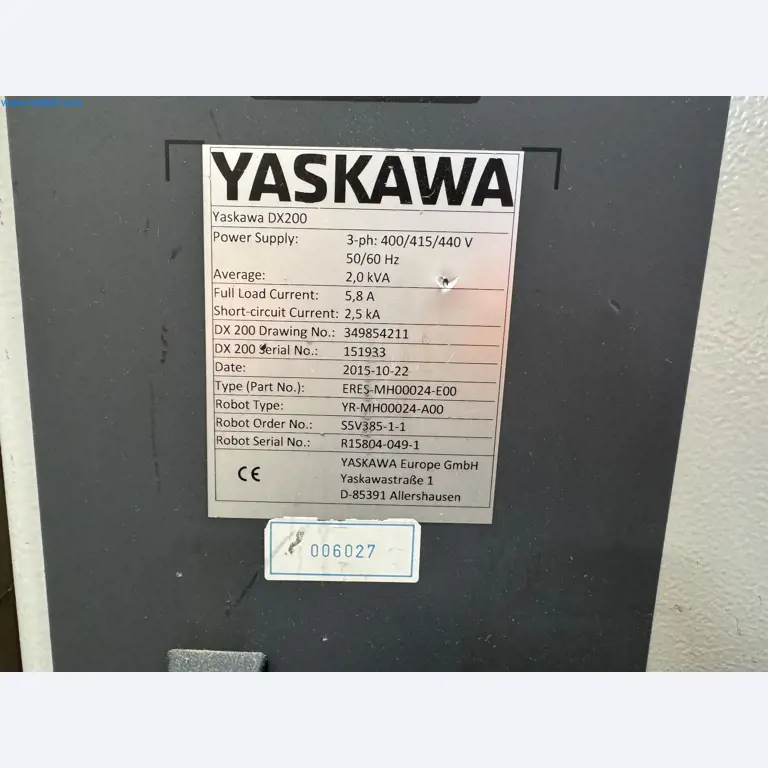 YASKAWA
Yaskawa DX200
Power Supply: 3-ph: 400/415/440 V
50/60 Hz
Average: 2,0 kVA
Full Load Current: 5,8 A
Short-circuit Current: 2,5 kA
DX 200 Drawing No.: 349854211
DX 200 Serial No.: 151933
Date: 2015-10-22
Type (Part No.): ERES-MH00024-E00
Robot Type: YR-MH00024-A00
Robot Order No.: S5V385-1-1
Robot Serial No.: R15804-049-1
CE YASKAWA Europe GmbH
Yaskawastraße 1
D-85391 Allershausen
006027